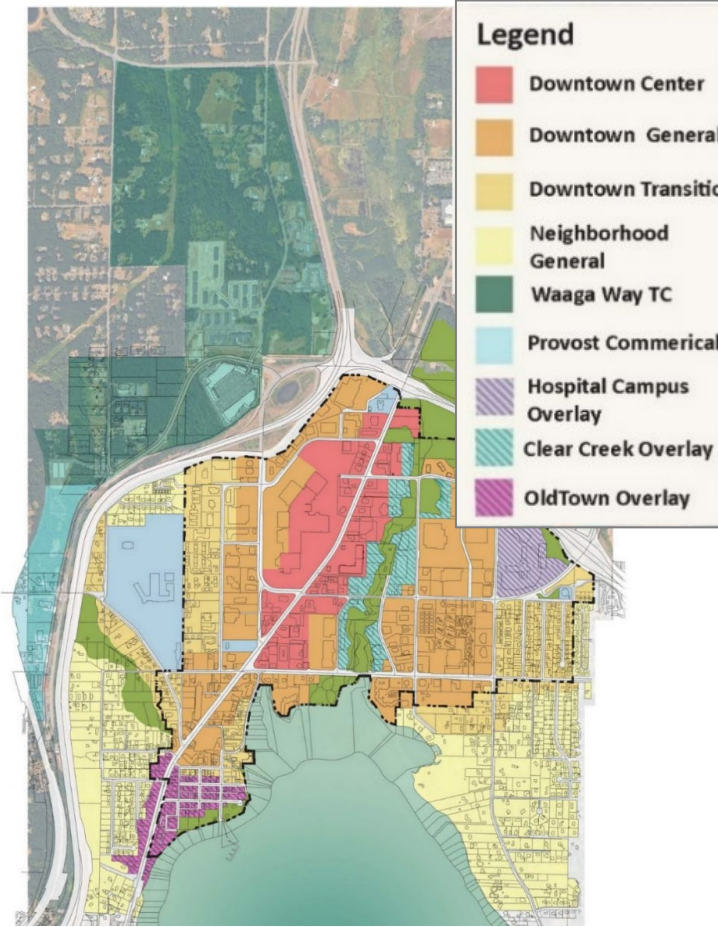 Legend
Downtown Center
Downtown General
Downtown Transitio
Neighborhood
General
Waaga Way TC
Provost Commerical
Hospital Campus
Overlay
Clear Creek Overlay
OldTown Overlay